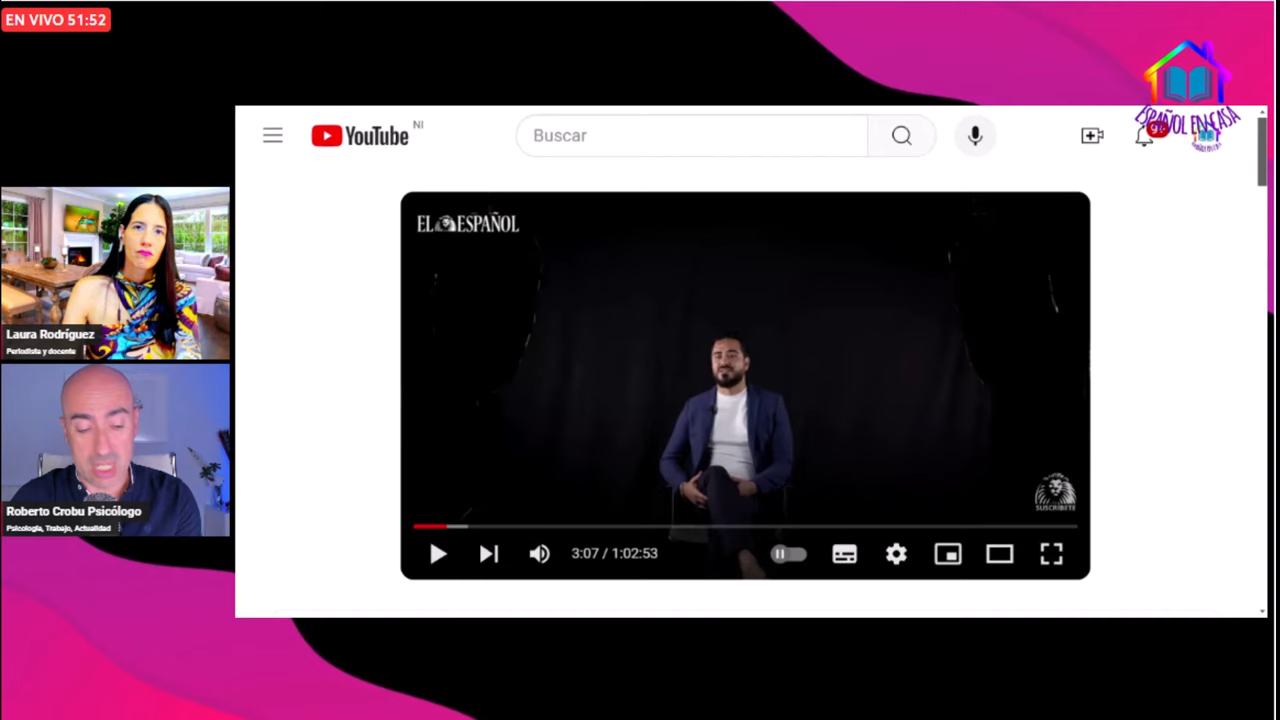 EN VIVO 51:52
ESPAÑOL EN CASA
YouTube NI
Buscar
9+
EL ESPAÑOL
Laura Rodríguez
Periodista y docente
Roberto Crobu Psicólogo
Psicología, Trabajo, Actualidad
SUSCRÍBETE
3:07 / 1:02:53